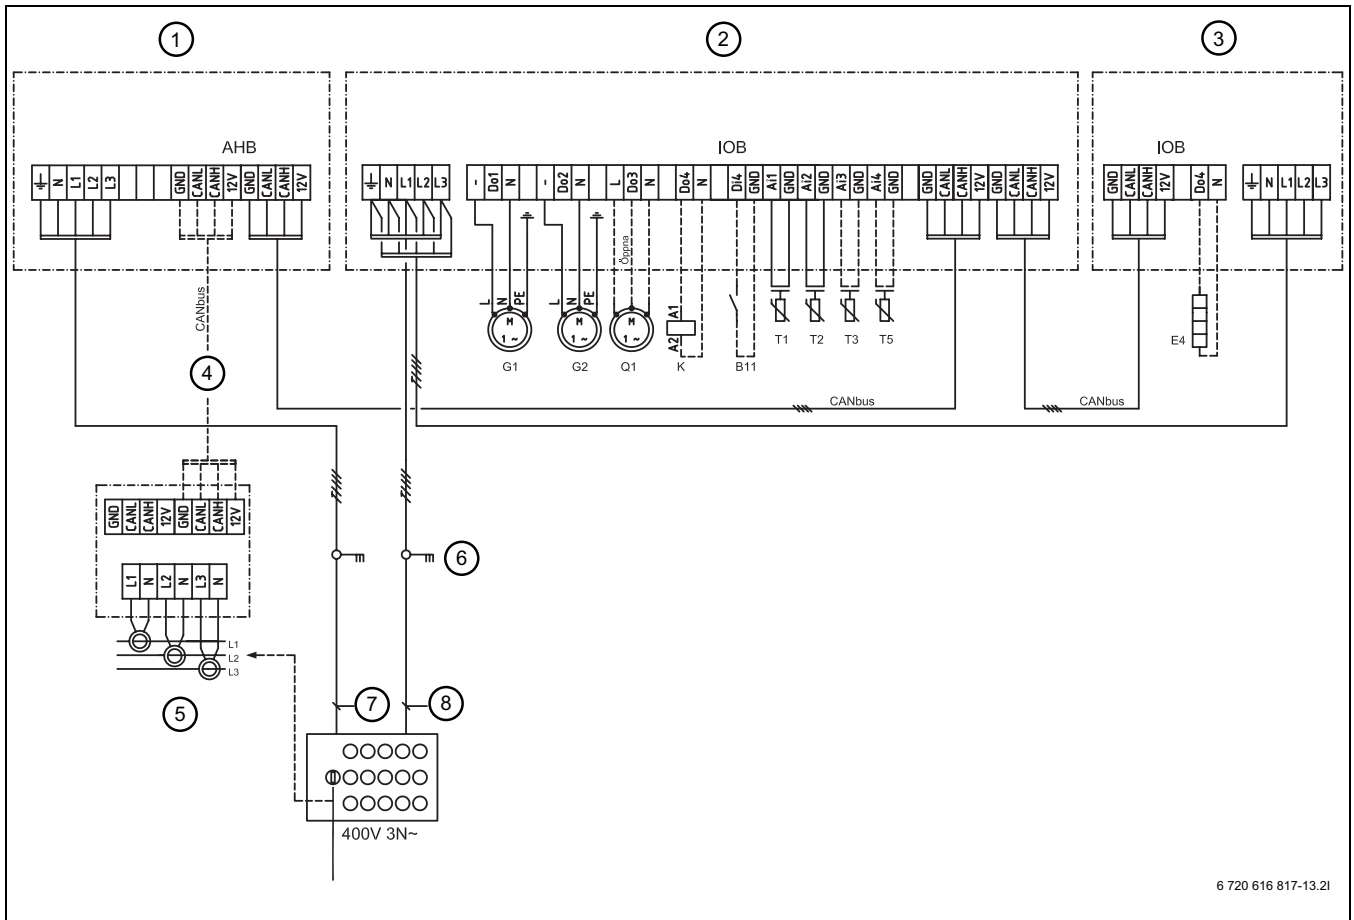 1
2
3
AHB
IOB
IOB
N L1 L2 L3 GND CANL CANH 12V GND CANL CANH 12V
N L1 L2 L3
- Do1 N - Do2 N L Do3 N Do4 N Di4 GND Ai1 GND Ai2 GND Ai3 GND Ai4 GND CANL CANH 12V GND CANL CANH 12V
GND CANL CANH 12V Do4 N
N L1 L2 L3
Öppna
CANbus
L N PE
L N PE
M 1 ~
M 1 ~
M 1 ~
A1
A2
G1
G2
Q1
K
B11
T1
T2
T3
T5
E4
4
CANbus
CANbus
GND CANL CANH 12V GND CANL CANH 12V
6
L1 N L2 N L3 N
L1
L2
L3
5
7
8
400V 3N~
6 720 616 817-13.2I